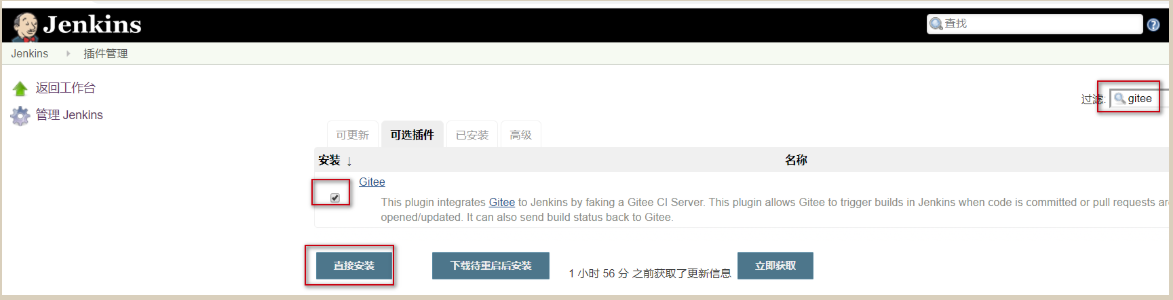 Jenkins
查找
Jenkins 插件管理
返回工作台
管理 Jenkins
过滤: gitee
可更新 可选插件 已安装 高级
安装 ↓ 名称
Gitee
This plugin integrates Gitee to Jenkins by faking a Gitee CI Server. This plugin allows Gitee to trigger builds in Jenkins when code is committed or pull requests are
opened/updated. It can also send build status back to Gitee.
直接安装 下载待重启后安装 1 小时 56 分 之前获取了更新信息 立即获取